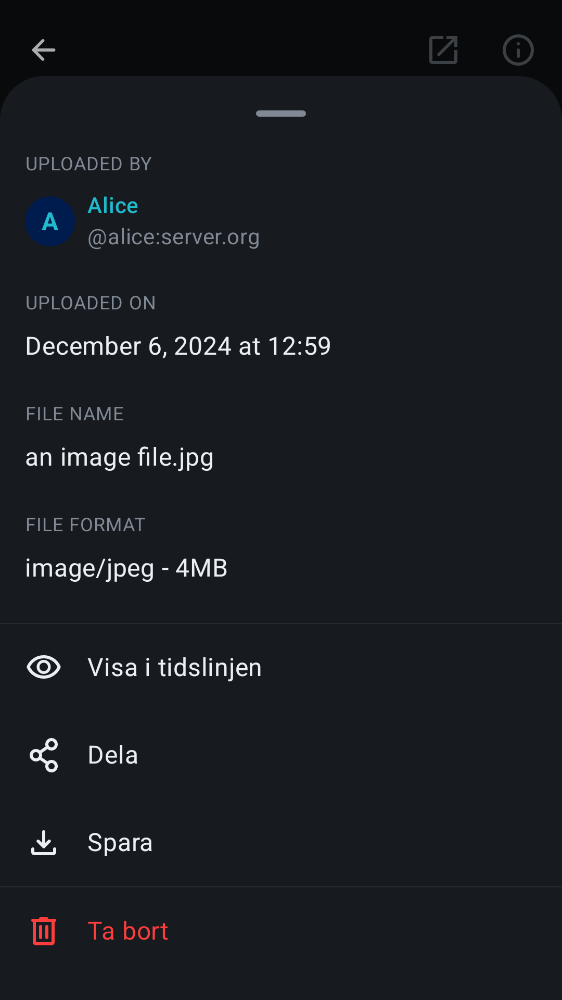 UPLOADED BY
A
Alice
@alice:server.org
UPLOADED ON
December 6, 2024 at 12:59
FILE NAME
an image file.jpg
FILE FORMAT
image/jpeg - 4MB
Visa i tidslinjen
Dela
Spara
Ta bort